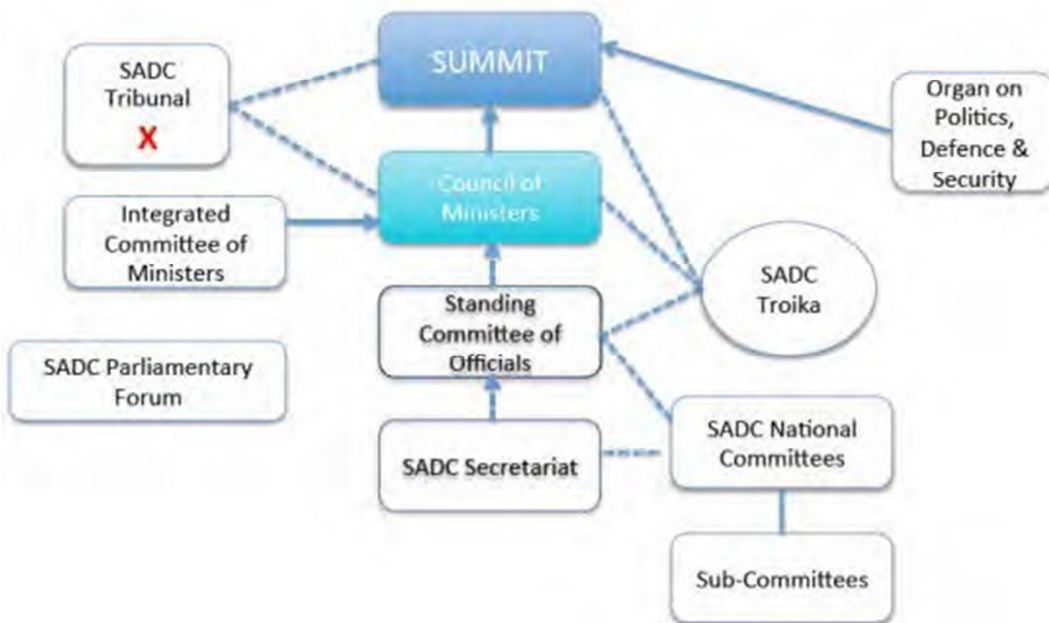 SUMMIT
SADC
Tribunal
X
Organ on
Politics,
Defence &
Security
Council of
Ministers
Integrated
Committee of
Ministers
SADC
Troika
Standing
Committee of
Officials
SADC Parliamentary
Forum
SADC National
Committees
SADC Secretariat
Sub-Committees